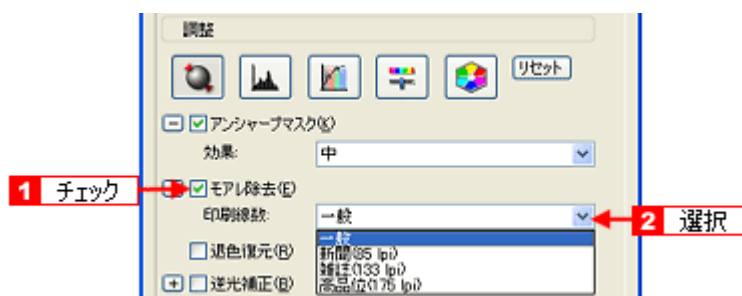 調整
リセット
アンシャープマスク(K)
効果:
中
1 チェック
モアレ除去(E)
印刷線数:
一般
2 選択
一般
新聞(85 lpi)
雑誌(133 lpi)
高品位(175 lpi)
退色復元(R)
逆光補正(B)